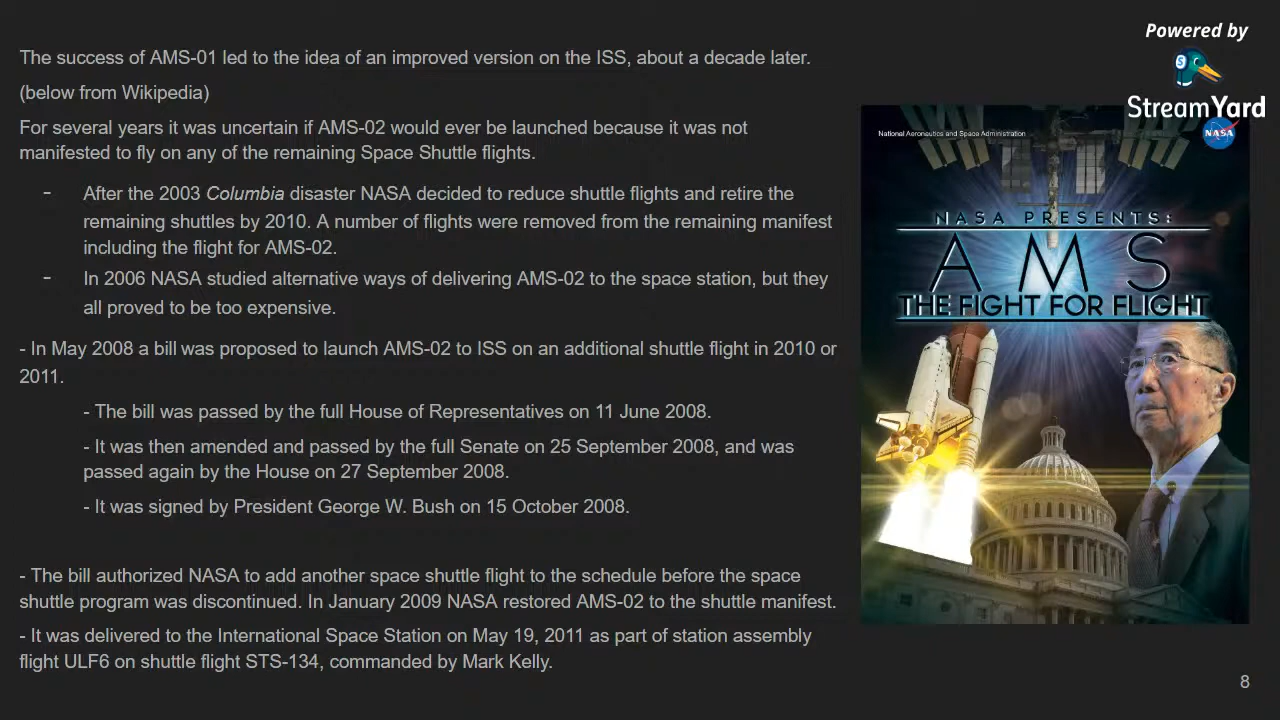 The success of AMS-01 led to the idea of an improved version on the ISS, about a decade later.
(below from Wikipedia)
For several years it was uncertain if AMS-02 would ever be launched because it was not
manifested to fly on any of the remaining Space Shuttle flights.
- After the 2003 Columbia disaster NASA decided to reduce shuttle flights and retire the
remaining shuttles by 2010. A number of flights were removed from the remaining manifest
including the flight for AMS-02.
- In 2006 NASA studied alternative ways of delivering AMS-02 to the space station, but they
all proved to be too expensive.
- In May 2008 a bill was proposed to launch AMS-02 to ISS on an additional shuttle flight in 2010 or
2011.
- The bill was passed by the full House of Representatives on 11 June 2008.
- It was then amended and passed by the full Senate on 25 September 2008, and was
passed again by the House on 27 September 2008.
- It was signed by President George W. Bush on 15 October 2008.
- The bill authorized NASA to add another space shuttle flight to the schedule before the space
shuttle program was discontinued. In January 2009 NASA restored AMS-02 to the shuttle manifest.
- It was delivered to the International Space Station on May 19, 2011 as part of station assembly
flight ULF6 on shuttle flight STS-134, commanded by Mark Kelly.
Powered by
S
StreamYard
National Aeronautics and Space Administration
NASA
NASA PRESENTS:
AMS
THE FIGHT FOR FLIGHT
8